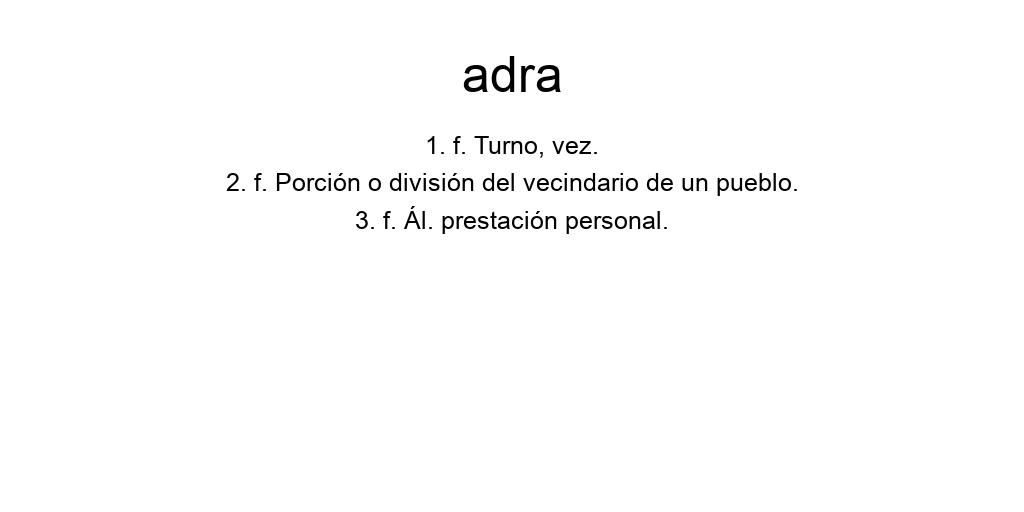 adra
1. f. Turno, vez.
2. f. Porción o división del vecindario de un pueblo.
3. f. Ál. prestación personal.